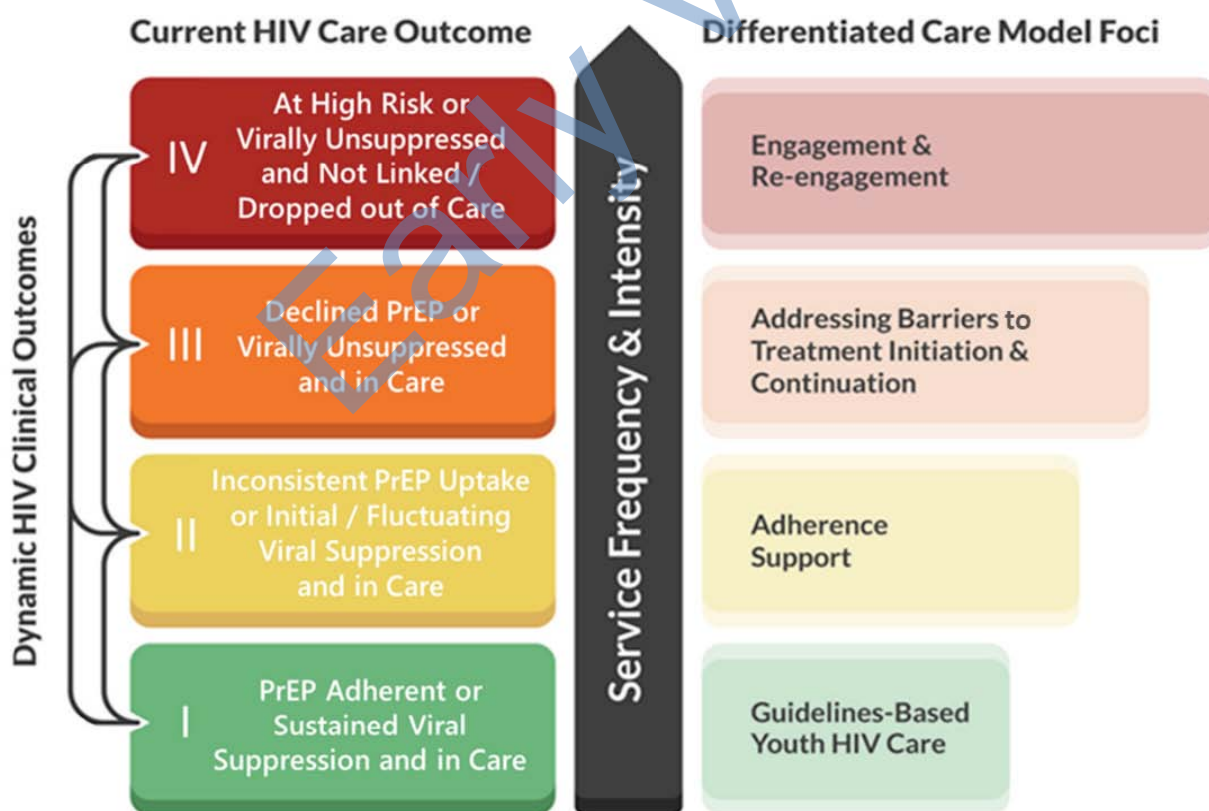 Current HIV Care Outcome
Differentiated Care Model Foci
Dynamic HIV Clinical Outcomes
IV
At High Risk or
Virally Unsuppressed
and Not Linked /
Dropped out of Care
III
Declined PrEP or
Virally Unsuppressed
and in Care
II
Inconsistent PrEP Uptake
or Initial / Fluctuating
Viral Suppression
and in Care
I
PrEP Adherent or
Sustained Viral
Suppression and in Care
Service Frequency & Intensity
Engagement &
Re-engagement
Addressing Barriers to
Treatment Initiation &
Continuation
Adherence
Support
Guidelines-Based
Youth HIV Care
Early